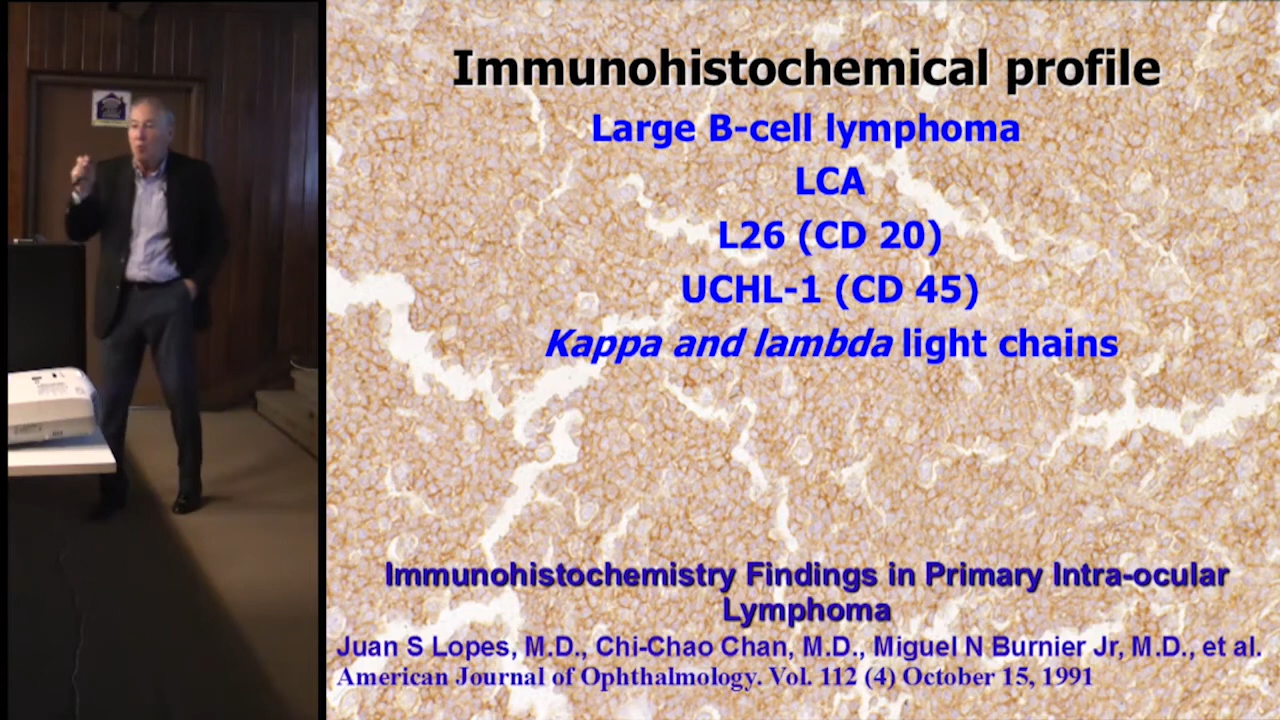 Immunohistochemical profile
Large B-cell lymphoma
LCA
L26 (CD 20)
UCHL-1 (CD 45)
Kappa and lambda light chains
Immunohistochemistry Findings in Primary Intra-ocular
Lymphoma
Juan S Lopes, M.D., Chi-Chao Chan, M.D., Miguel N Burnier Jr, M.D., et al.
American Journal of Ophthalmology. Vol. 112 (4) October 15, 1991